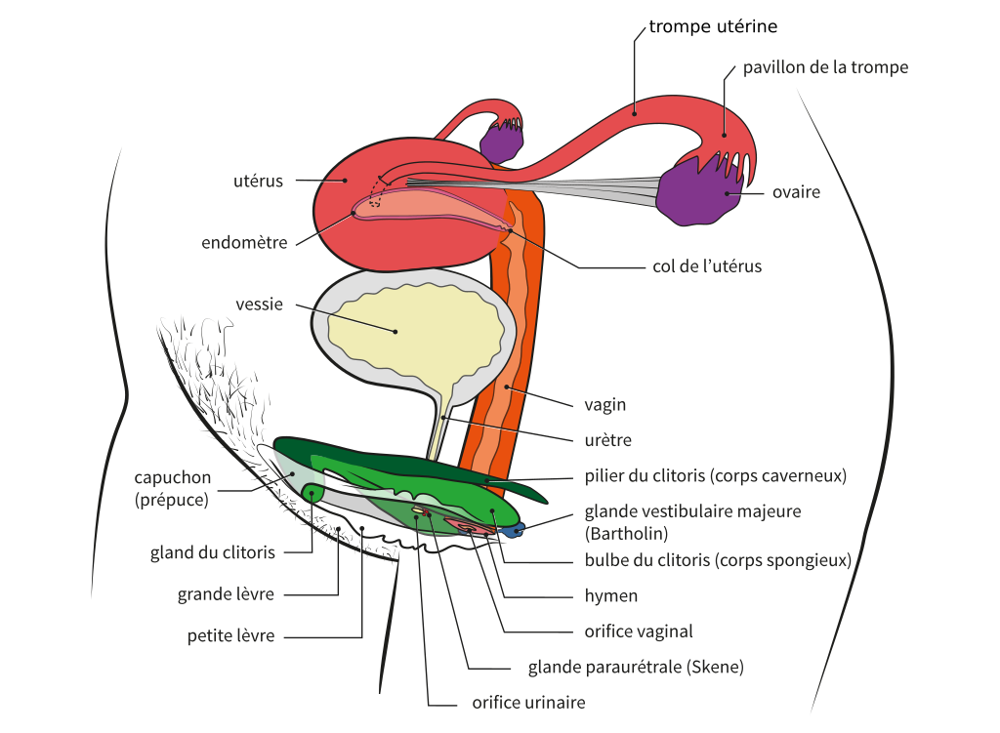 trompe utérine
pavillon de la trompe
utérus
ovaire
endomètre
col de l’utérus
vessie
vagin
urètre
capuchon
(prépuce)
pilier du clitoris (corps caverneux)
glande vestibulaire majeure
(Bartholin)
gland du clitoris
bulbe du clitoris (corps spongieux)
grande lèvre
hymen
petite lèvre
orifice vaginal
glande paraurétrale (Skene)
orifice urinaire